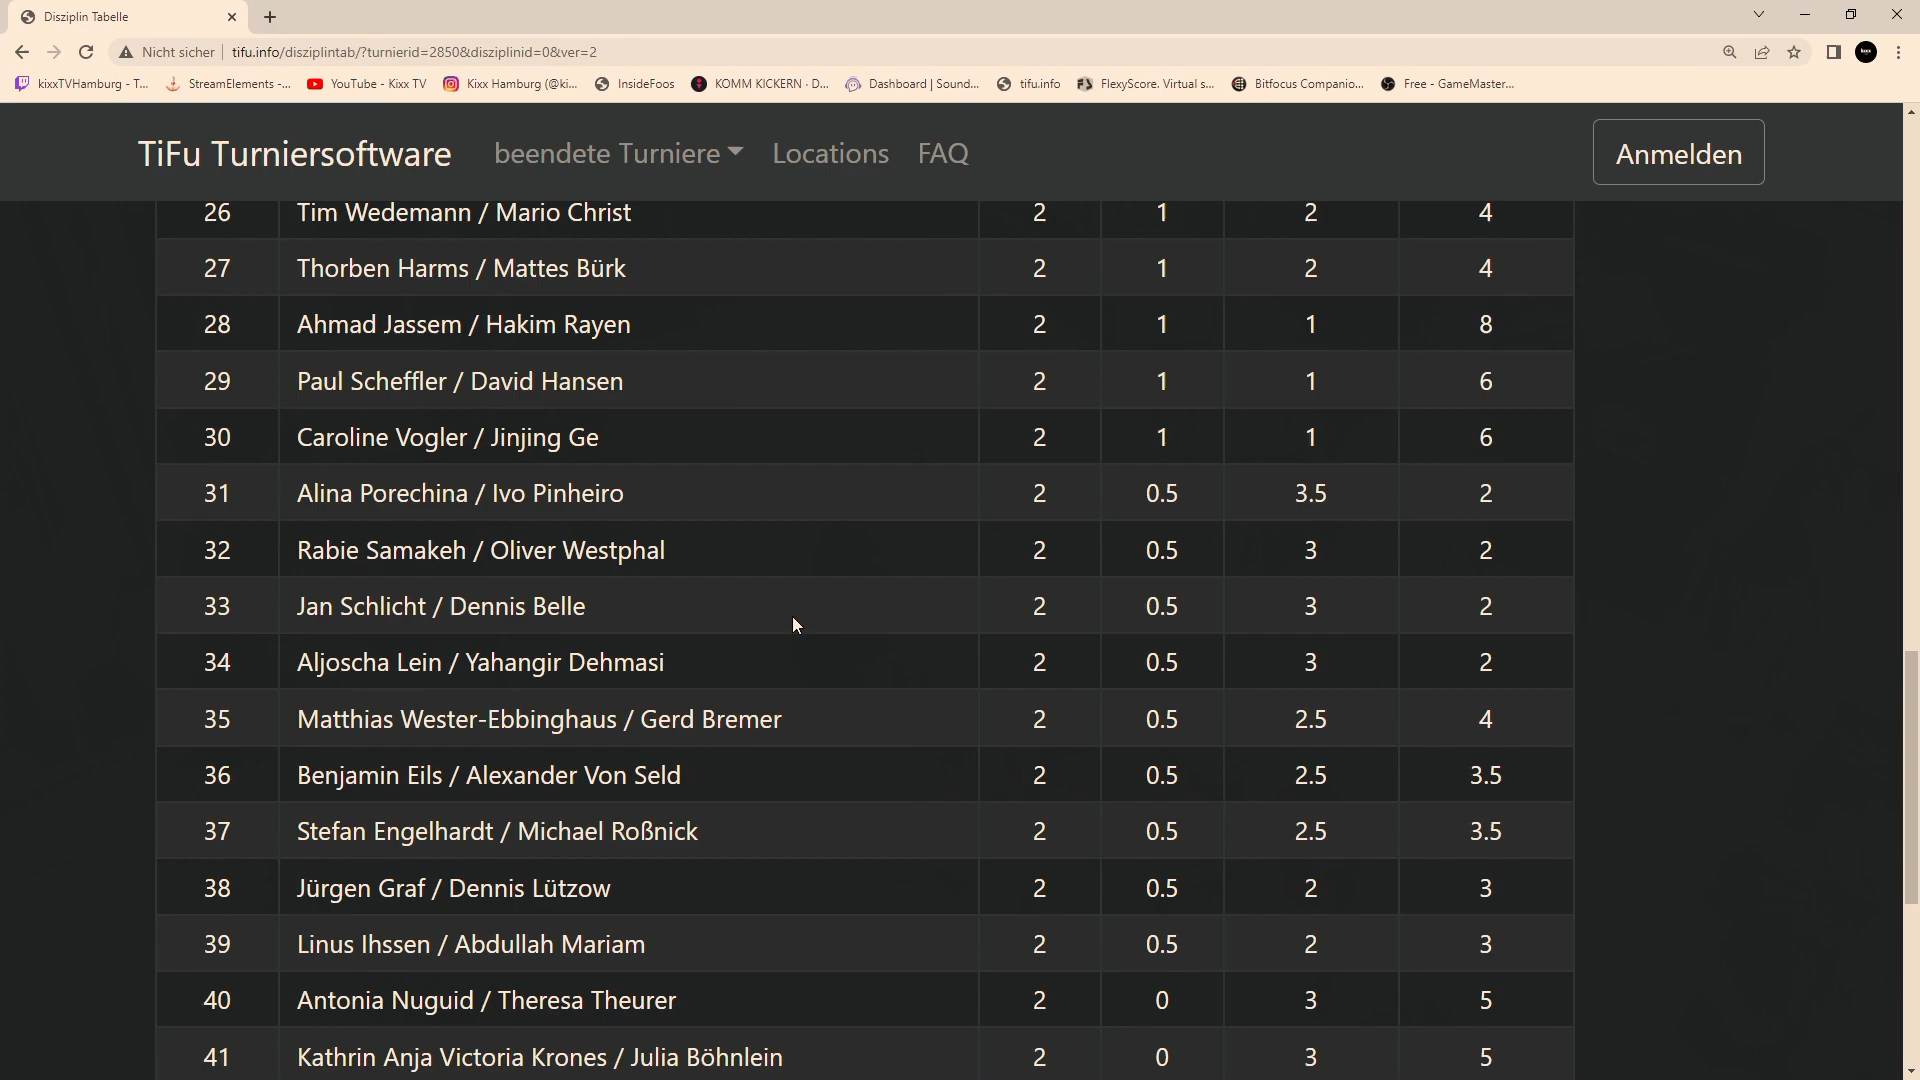 Disziplin Tabelle
Nicht sicher tifu.info/disziplintab/?turnierid=2850&disziplinid=0&ver=2
kixxTVHamburg - T... StreamElements -... YouTube - Kixx TV Kixx Hamburg (@ki... InsideFoos KOMM KICKERN · D... Dashboard | Sound... tifu.info FlexyScore. Virtual s... Bitfocus Companio... Free - GameMaster...
TiFu Turniersoftware beendete Turniere Locations FAQ Anmelden
26 Tim Wedemann / Mario Christ 2 1 2 4
27 Thorben Harms / Mattes Bürk 2 1 2 4
28 Ahmad Jassem / Hakim Rayen 2 1 1 8
29 Paul Scheffler / David Hansen 2 1 1 6
30 Caroline Vogler / Jinjing Ge 2 1 1 6
31 Alina Porechina / Ivo Pinheiro 2 0.5 3.5 2
32 Rabie Samakeh / Oliver Westphal 2 0.5 3 2
33 Jan Schlicht / Dennis Belle 2 0.5 3 2
34 Aljoscha Lein / Yahangir Dehmasi 2 0.5 3 2
35 Matthias Wester-Ebbinghaus / Gerd Bremer 2 0.5 2.5 4
36 Benjamin Eils / Alexander Von Seld 2 0.5 2.5 3.5
37 Stefan Engelhardt / Michael Roßnick 2 0.5 2.5 3.5
38 Jürgen Graf / Dennis Lützow 2 0.5 2 3
39 Linus Ihssen / Abdullah Mariam 2 0.5 2 3
40 Antonia Nuguid / Theresa Theurer 2 0 3 5
41 Kathrin Anja Victoria Krones / Julia Böhnlein 2 0 3 5